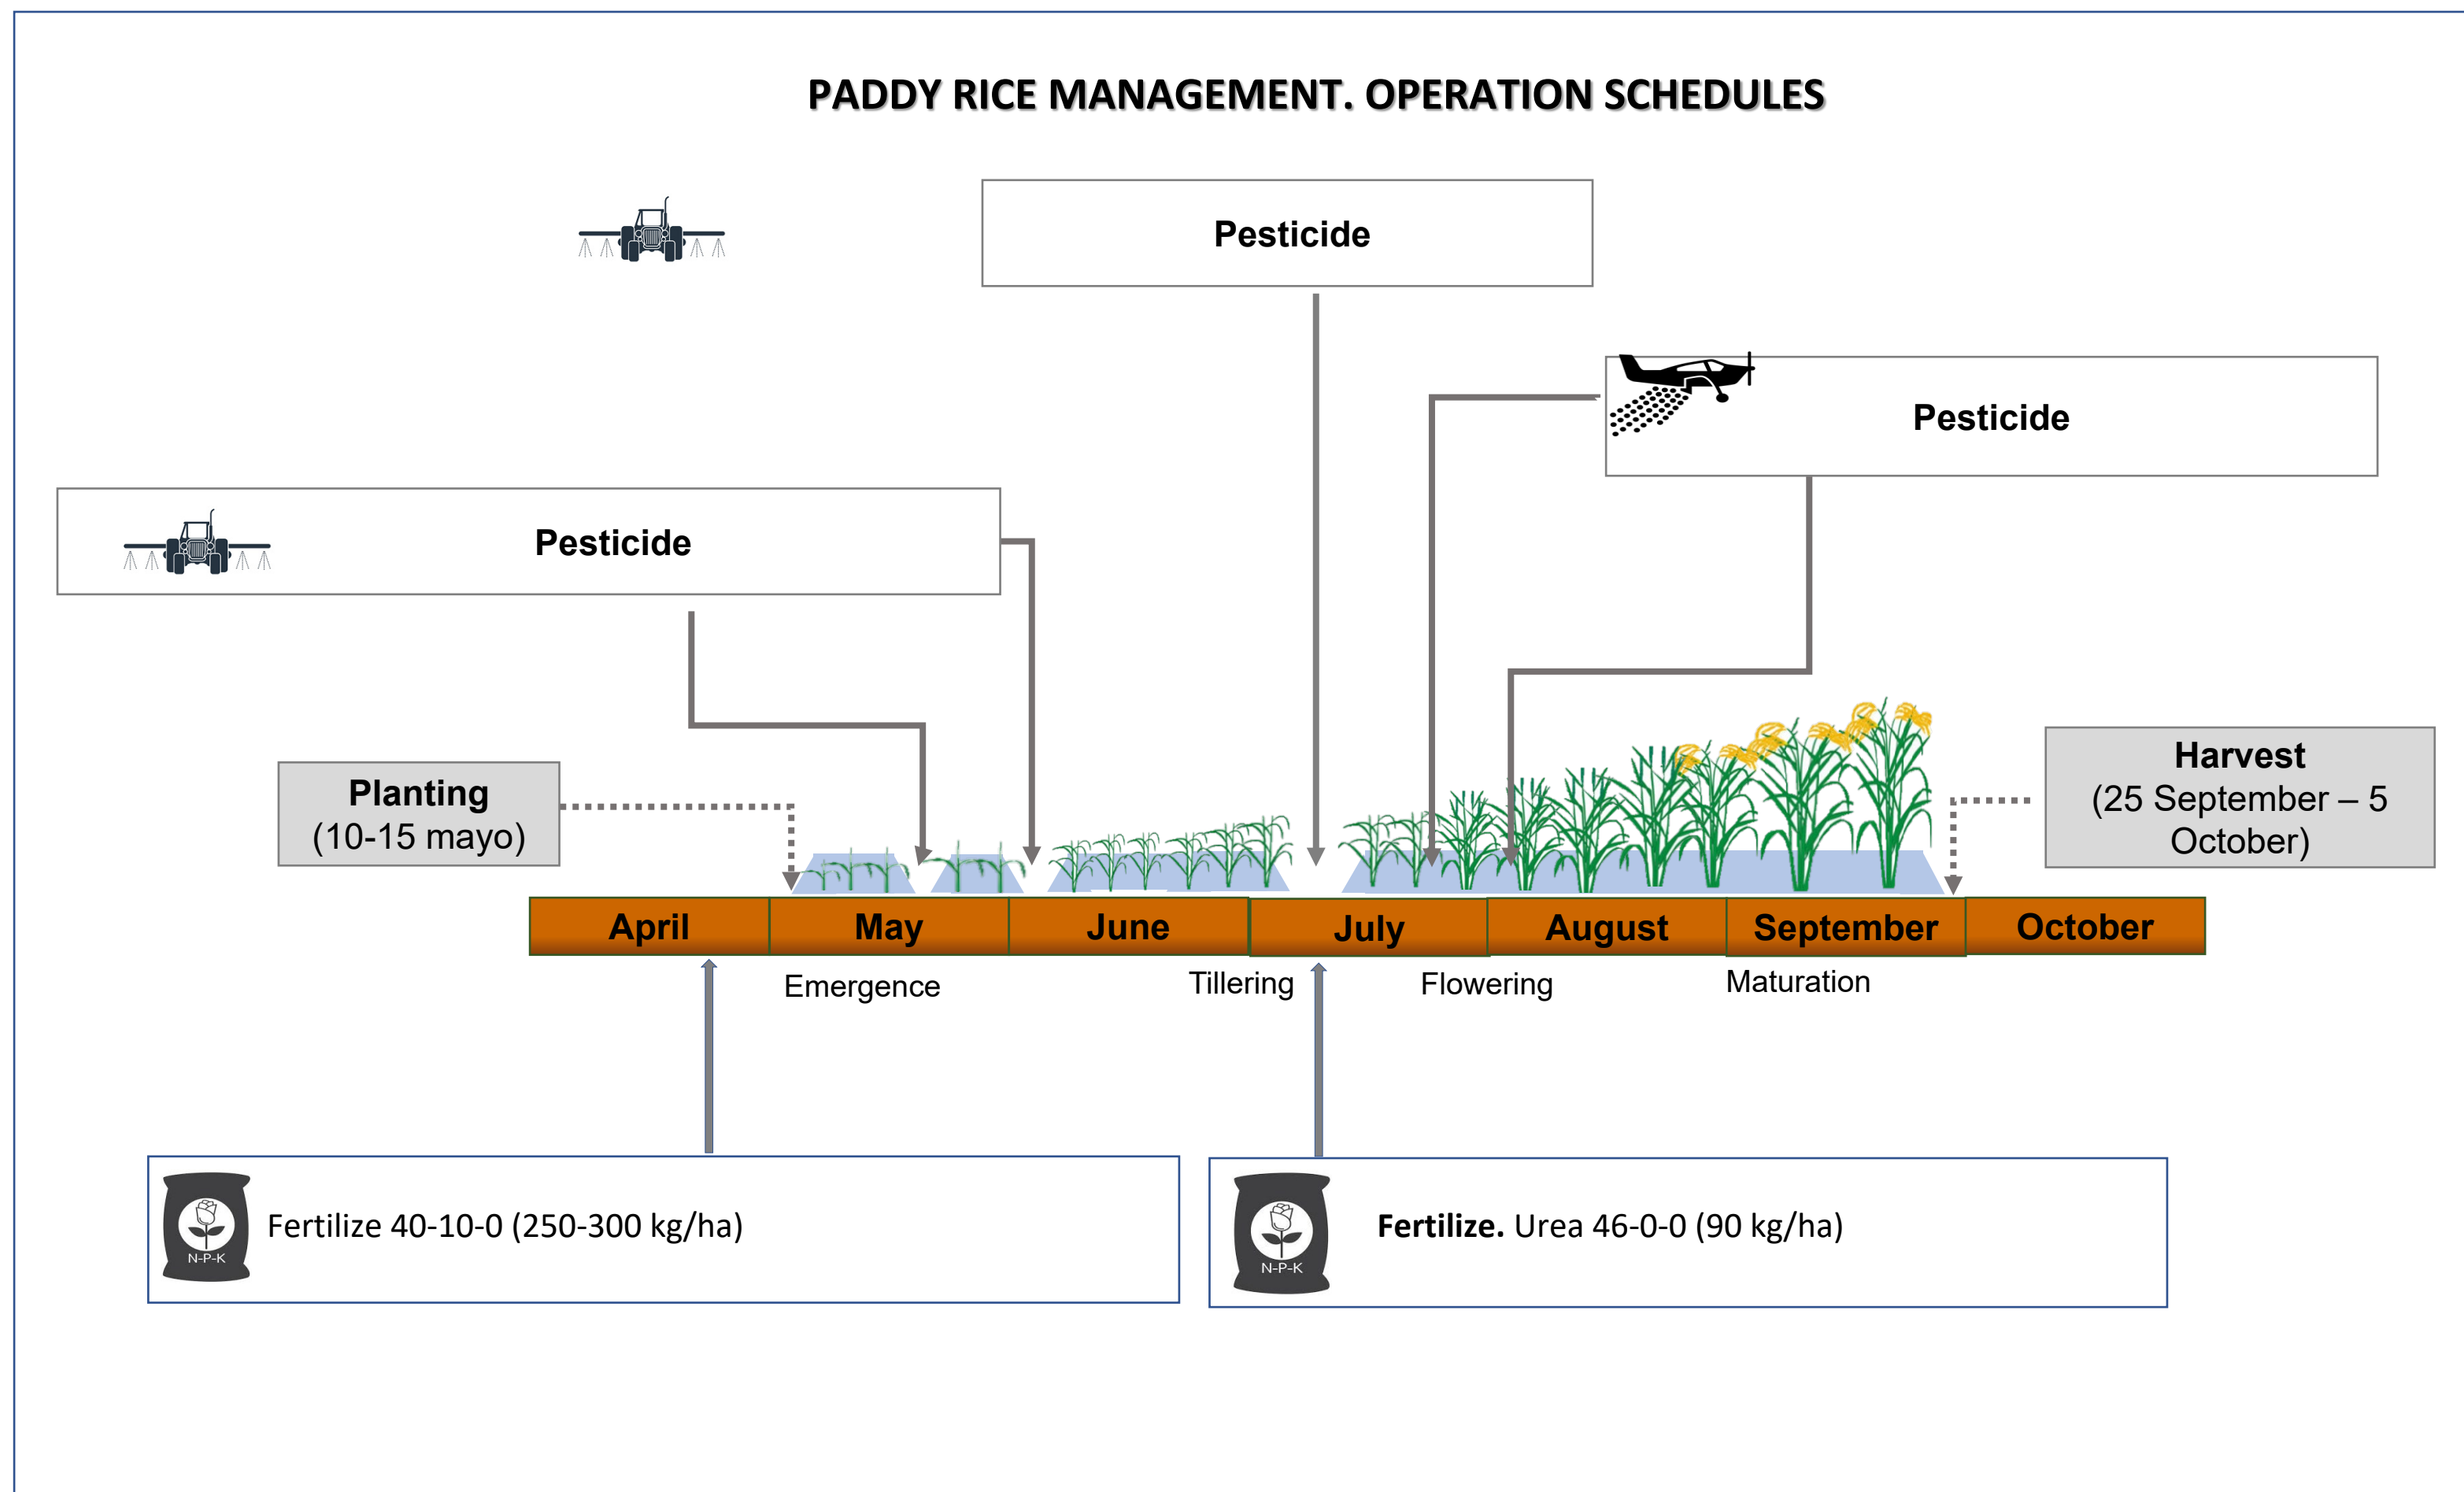 PADDY RICE MANAGEMENT. OPERATION SCHEDULES
Pesticide
Pesticide
Pesticide
Planting
(10-15 mayo)
Harvest
(25 September – 5
October)
April May June July August September October
Emergence Tillering Flowering Maturation
N-P-K
Fertilize 40-10-0 (250-300 kg/ha)
N-P-K
Fertilize. Urea 46-0-0 (90 kg/ha)